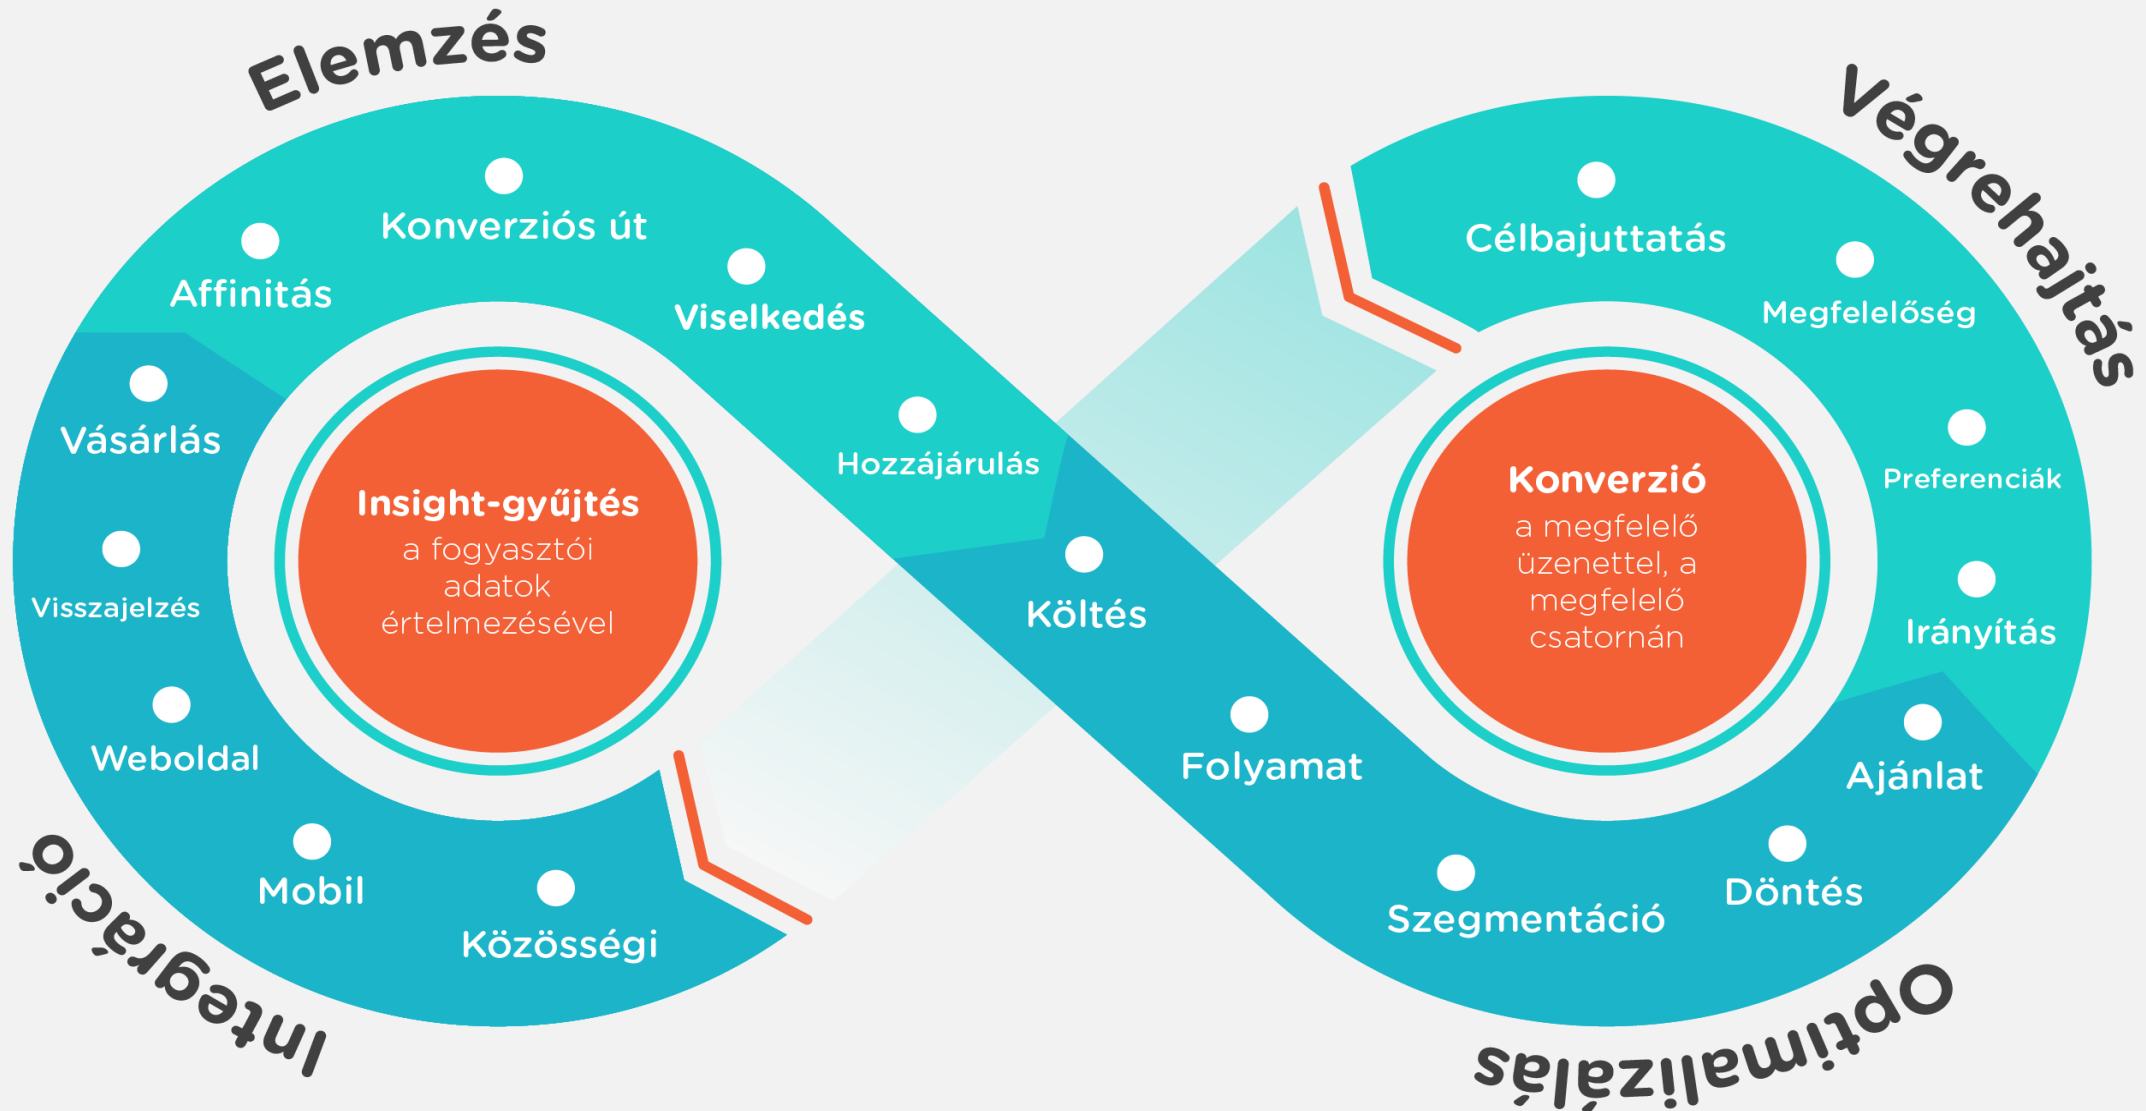 Elemzés
Konverziós út
Affinitás
Viselkedés
Vásárlás
Hozzájárulás
Visszajelzés
Weboldal
Mobil
Közösségi
Integráció
Insight-gyűjtés
a fogyasztói
adatok
értelmezésével
Végrehajtás
Célbajuttatás
Megfelelőség
Preferenciák
Irányítás
Konverzió
a megfelelő
üzenettel, a
megfelelő
csatornán
Költés
Folyamat
Szegmentáció
Döntés
Ajánlat
Optimalizálás